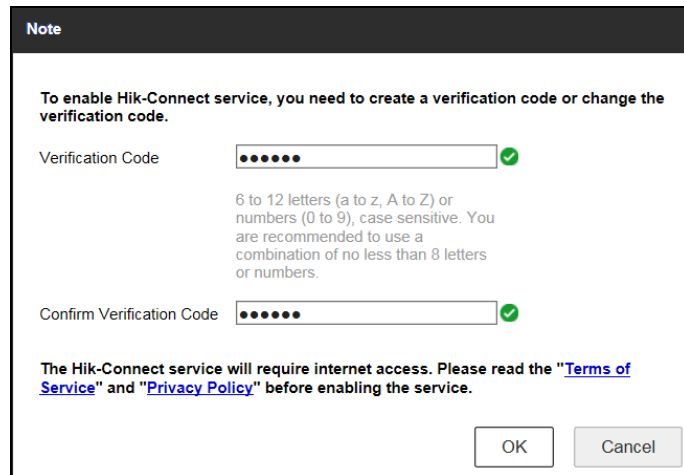 Note
To enable Hik-Connect service, you need to create a verification code or change the
verification code.
Verification Code ●●●●●●
6 to 12 letters (a to z, A to Z) or
numbers (0 to 9), case sensitive. You
are recommended to use a
combination of no less than 8 letters
or numbers.
Confirm Verification Code ●●●●●●
The Hik-Connect service will require internet access. Please read the "Terms of
Service" and "Privacy Policy" before enabling the service.
OK Cancel